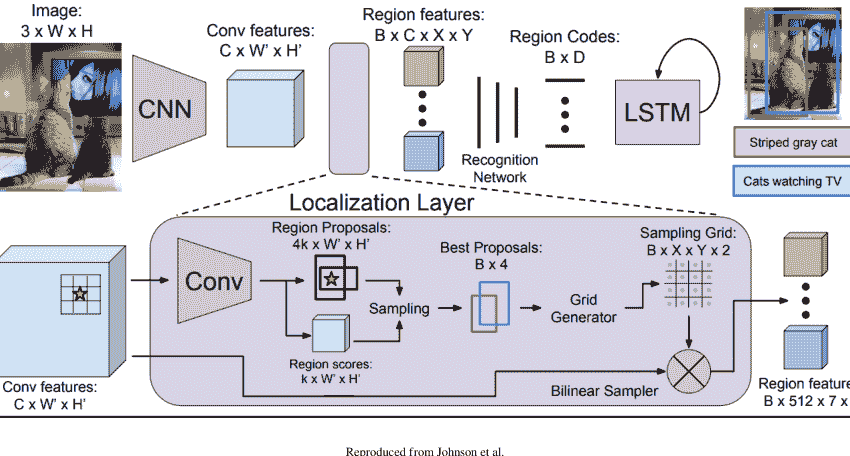 Image:
3 x W x H
Conv features:
C x W' x H'
Region features:
B x C x X x Y
Region Codes:
B x D
CNN
LSTM
Recognition
Network
Striped gray cat
Cats watching TV
Localization Layer
Region Proposals:
4k x W' x H'
Conv
Sampling
Region scores:
k x W' x H'
Best Proposals:
B x 4
Grid
Generator
Sampling Grid:
B x X x Y x 2
Bilinear Sampler
Conv features:
C x W' x H'
Region feature
B x 512 x 7 x
Reproduced from Johnson et al.